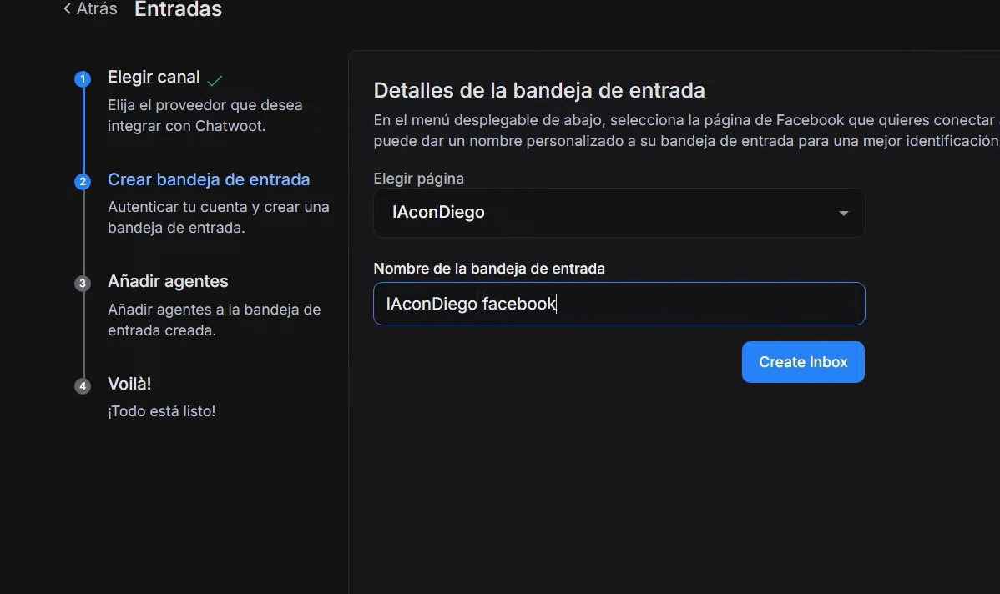 Atrás Entradas
1 Elegir canal
Elija el proveedor que desea
integrar con Chatwoot.
2 Crear bandeja de entrada
Autenticar tu cuenta y crear una
bandeja de entrada.
3 Añadir agentes
Añadir agentes a la bandeja de
entrada creada.
4 Voilà!
¡Todo está listo!
Detalles de la bandeja de entrada
En el menú desplegable de abajo, selecciona la página de Facebook que quieres conectar
puede dar un nombre personalizado a su bandeja de entrada para una mejor identificación
Elegir página
IAconDiego
Nombre de la bandeja de entrada
IAconDiego facebook
Create Inbox